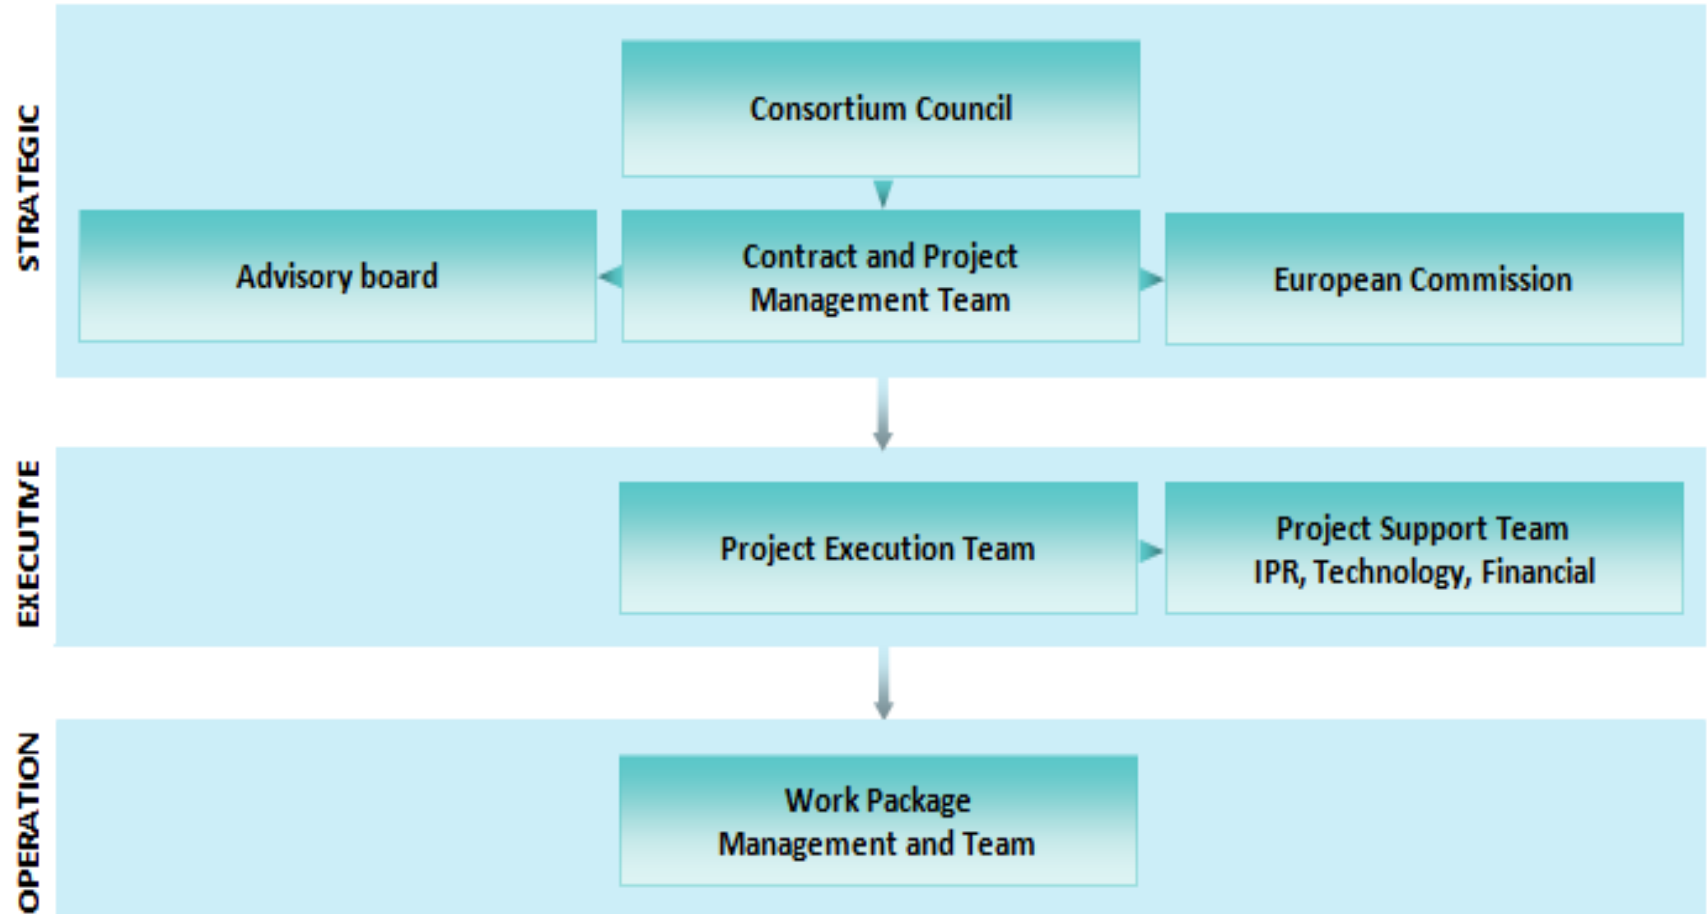 STRATEGIC
Consortium Council
Advisory board
Contract and Project
Management Team
European Commission
EXECUTIVE
Project Execution Team
Project Support Team
IPR, Technology, Financial
OPERATION
Work Package
Management and Team